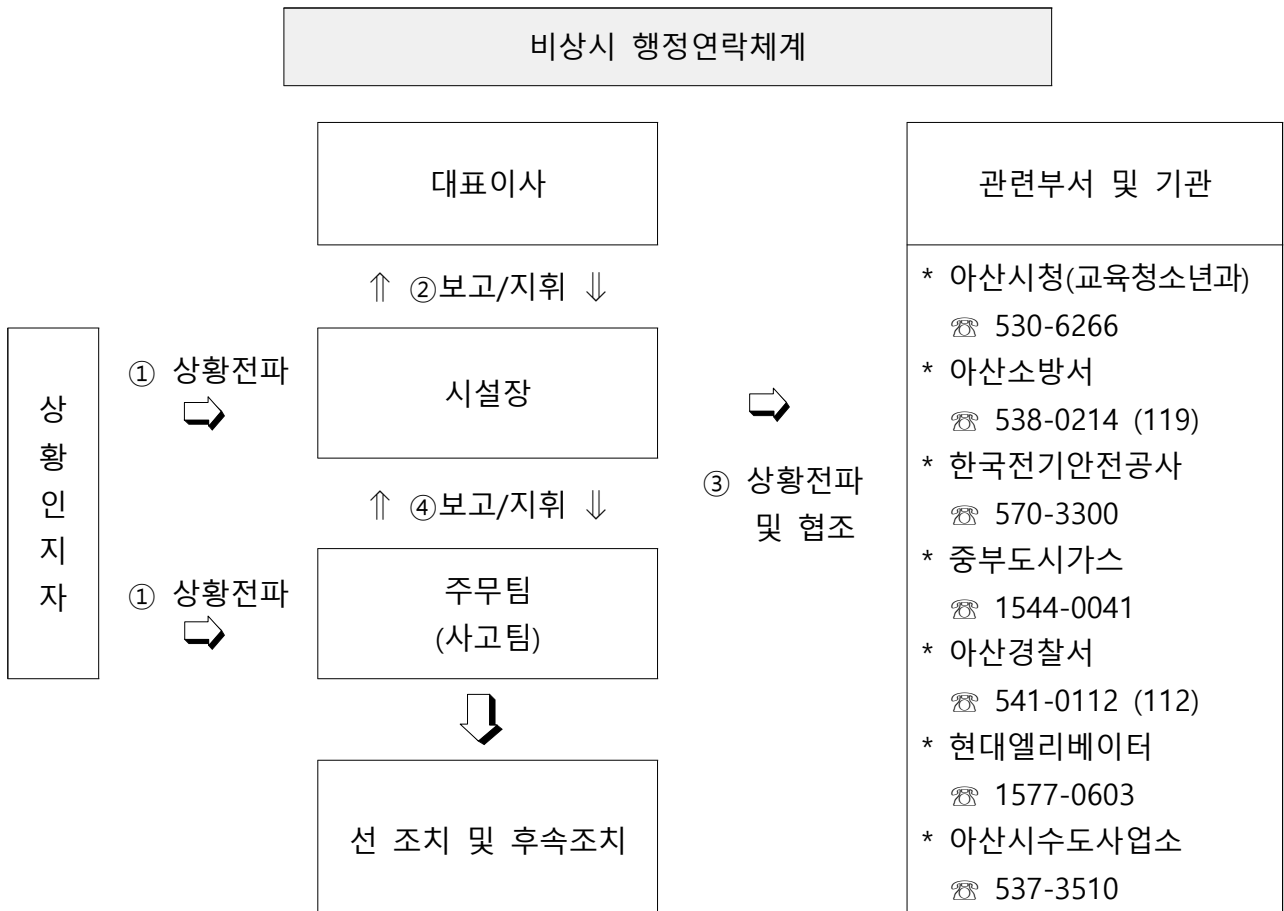 비상시 행정연락체계
대표이사
⇑ ②보고/지휘 ⇓
상황인지자
① 상황전파
시설장
⇑ ④보고/지휘 ⇓
① 상황전파
주무팀
(사고팀)
선 조치 및 후속조치
③ 상황전파
및 협조
관련부서 및 기관
* 아산시청(교육청소년과)
☏ 530-6266
* 아산소방서
☏ 538-0214 (119)
* 한국전기안전공사
☏ 570-3300
* 중부도시가스
☏ 1544-0041
* 아산경찰서
☏ 541-0112 (112)
* 현대엘리베이터
☏ 1577-0603
* 아산시수도사업소
☏ 537-3510